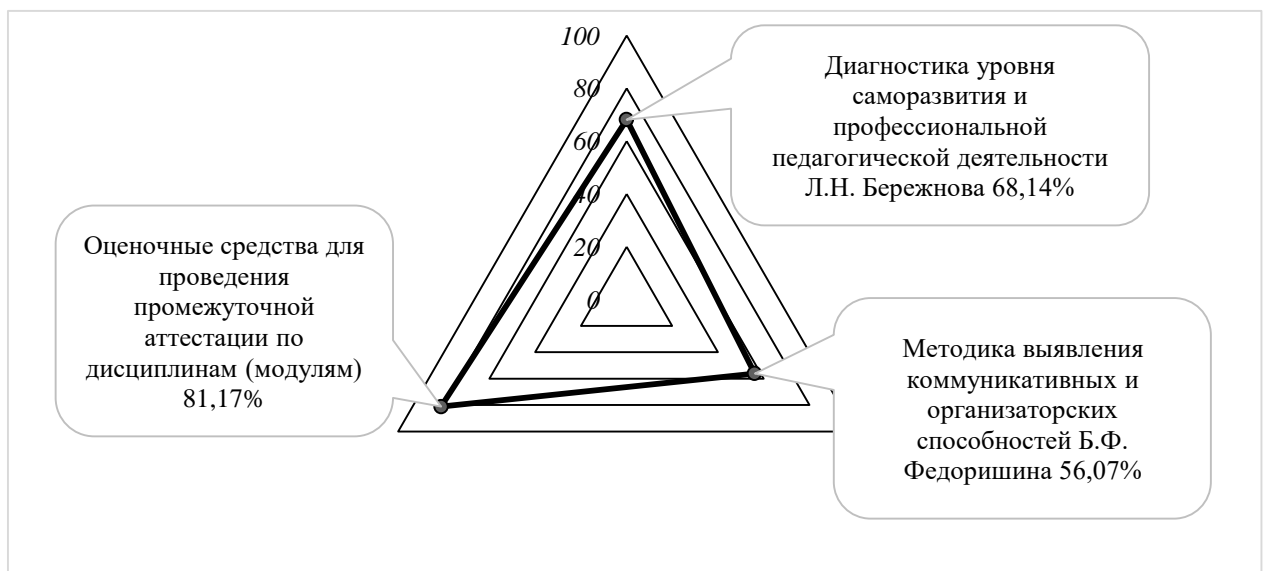 100
80
60
40
20
0
Диагностика уровня
саморазвития и
профессиональной
педагогической деятельности
Л.Н. Бережнова 68,14%
Оценочные средства для
проведения
промежуточной
аттестации по
дисциплинам (модулям)
81,17%
Методика выявления
коммуникативных и
организаторских
способностей Б.Ф.
Федоришина 56,07%